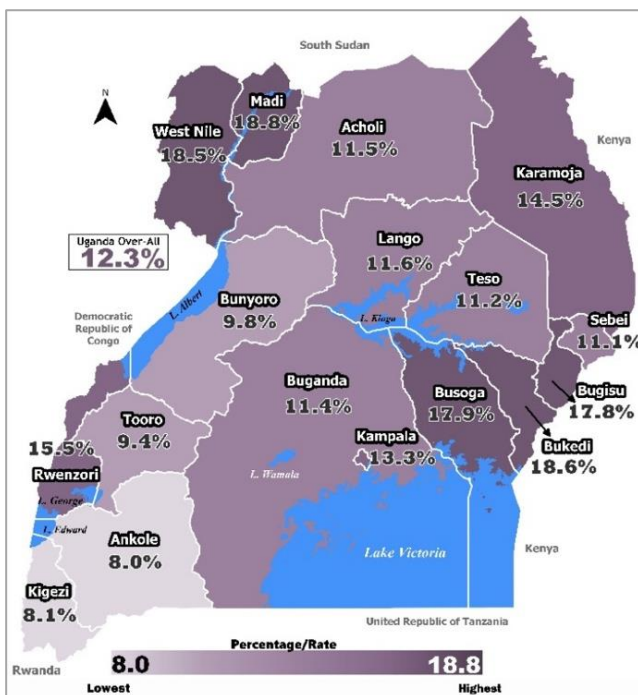 South Sudan
N
Madi
18.8%
West Nile
18.5%
Acholi
11.5%
Kenya
Karamoja
14.5%
Uganda Over-All
12.3%
Lango
11.6%
Teso
11.2%
L. Albert
Bunyoro
9.8%
L. Kioga
Democratic
Republic of
Congo
Sebei
11.1%
Buganda
11.4%
Busoga
17.9%
Bugisu
17.8%
Tooro
9.4%
15.5%
Rwenzori
Kampala
13.3%
Bukedi
18.6%
L. Wamala
L. George
L. Edward
Ankole
8.0%
Lake Victoria
Kenya
Kigezi
8.1%
United Republic of Tanzania
Rwanda
Percentage/Rate
8.0
18.8
Lowest
Highest